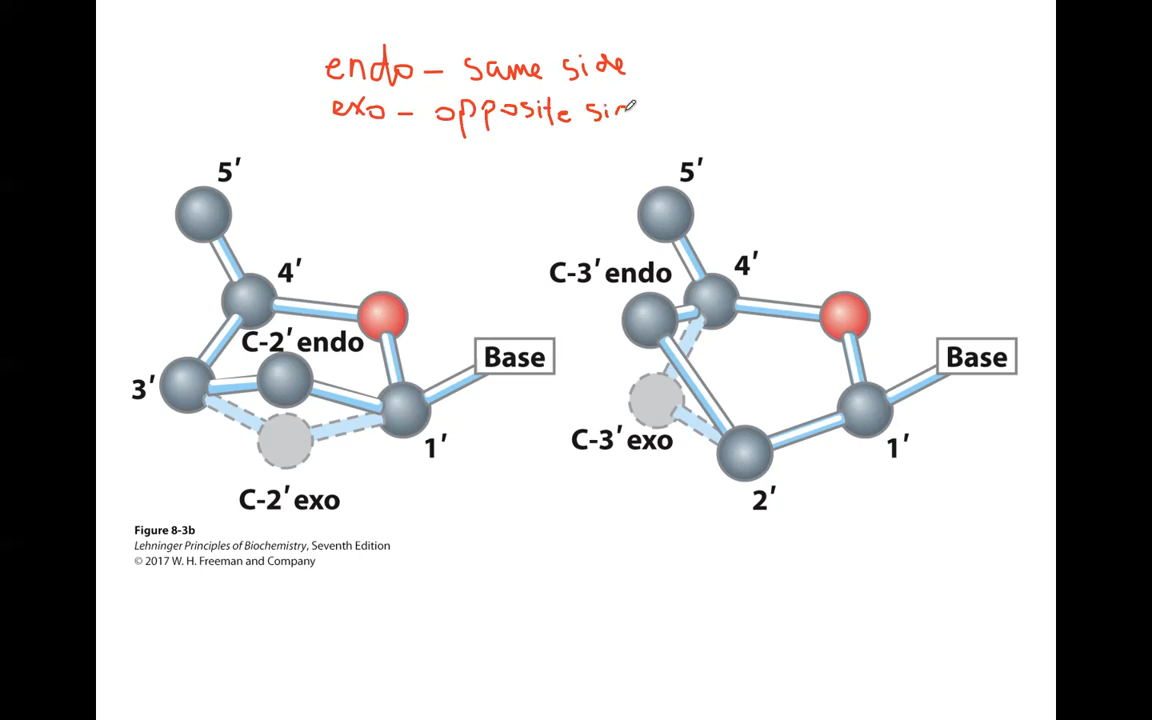 endo – same side
exo – opposite
5′
4′
C-2′ endo
3′
Base
1′
C-2′ exo
5′
C-3′ endo
4′
Base
C-3′ exo
1′
2′
Figure 8-3b
Lehninger Principles of Biochemistry, Seventh Edition
© 2017 W. H. Freeman and Company